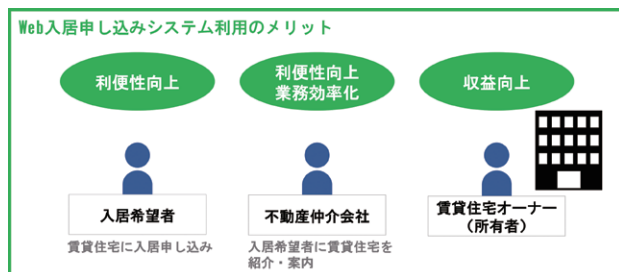 Web入居申し込みシステム利用のメリット
利便性向上
利便性向上
業務効率化
収益向上
入居希望者
賃貸住宅に入居申し込み
不動産仲介会社
入居希望者に賃貸住宅を
紹介・案内
賃貸住宅オーナー
（所有者）